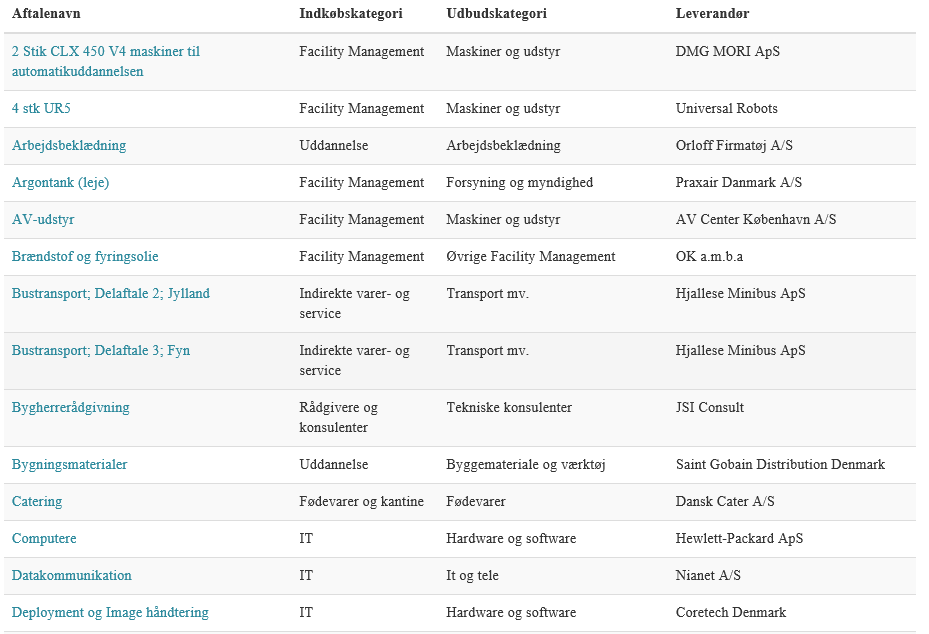 Aftalenavn Indkøbskategori Udbudskategori Leverandør
2 Stik CLX 450 V4 maskiner til Facility Management Maskiner og udstyr DMG MORI ApS
automatikuddannelsen
4 stk UR5 Facility Management Maskiner og udstyr Universal Robots
Arbejdsbeklædning Uddannelse Arbejdsbeklædning Orloff Firmatøj A/S
Argontank (leje) Facility Management Forsyning og myndighed Praxair Danmark A/S
AV-udstyr Facility Management Maskiner og udstyr AV Center København A/S
Brændstof og fyringsolie Facility Management Øvrige Facility Management OK a.m.b.a
Bustransport; Delaftale 2; Jylland Indirekte varer- og Transport mv. Hjallese Minibus ApS
service
Bustransport; Delaftale 3; Fyn Indirekte varer- og Transport mv. Hjallese Minibus ApS
service
Bygherrerådgivning Rådgivere og Tekniske konsulenter JSI Consult
konsulenter
Bygningsmaterialer Uddannelse Byggemateriale og værktøj Saint Gobain Distribution Denmark
Catering Fødevarer og kantine Fødevarer Dansk Cater A/S
Computere IT Hardware og software Hewlett-Packard ApS
Datakommunikation IT It og tele Nianet A/S
Deployment og Image håndtering IT Hardware og software Coretech Denmark